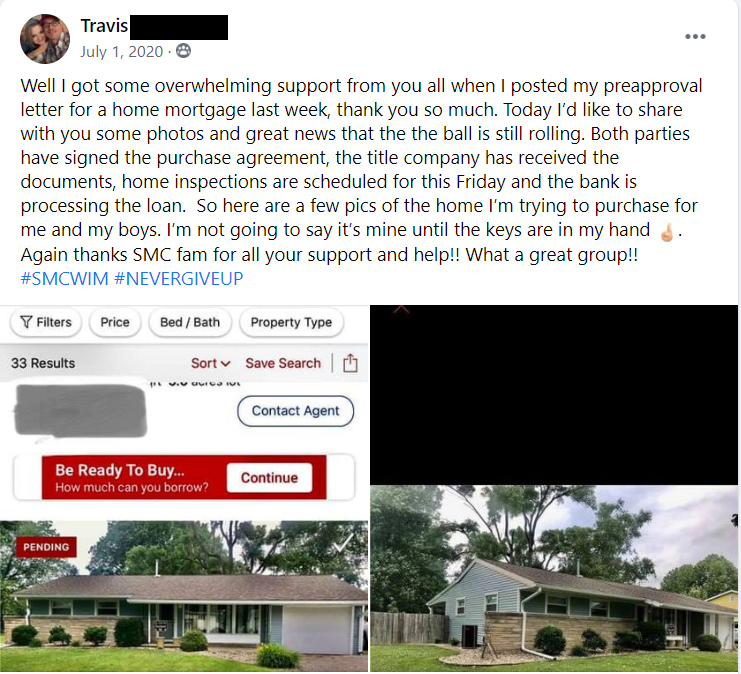 Travis
July 1, 2020 ·
Well I got some overwhelming support from you all when I posted my preapproval
letter for a home mortgage last week, thank you so much. Today I'd like to share
with you some photos and great news that the the ball is still rolling. Both parties
have signed the purchase agreement, the title company has received the
documents, home inspections are scheduled for this Friday and the bank is
processing the loan.  So here are a few pics of the home I'm trying to purchase for
me and my boys. I'm not going to say it's mine until the keys are in my hand ☝🏻.
Again thanks SMC fam for all your support and help!! What a great group!!
#SMCWIM #NEVERGIVEUP
Filters Price Bed / Bath Property Type
33 Results Sort Save Search
acres lot
Contact Agent
Be Ready To Buy...
How much can you borrow?
Continue
PENDING